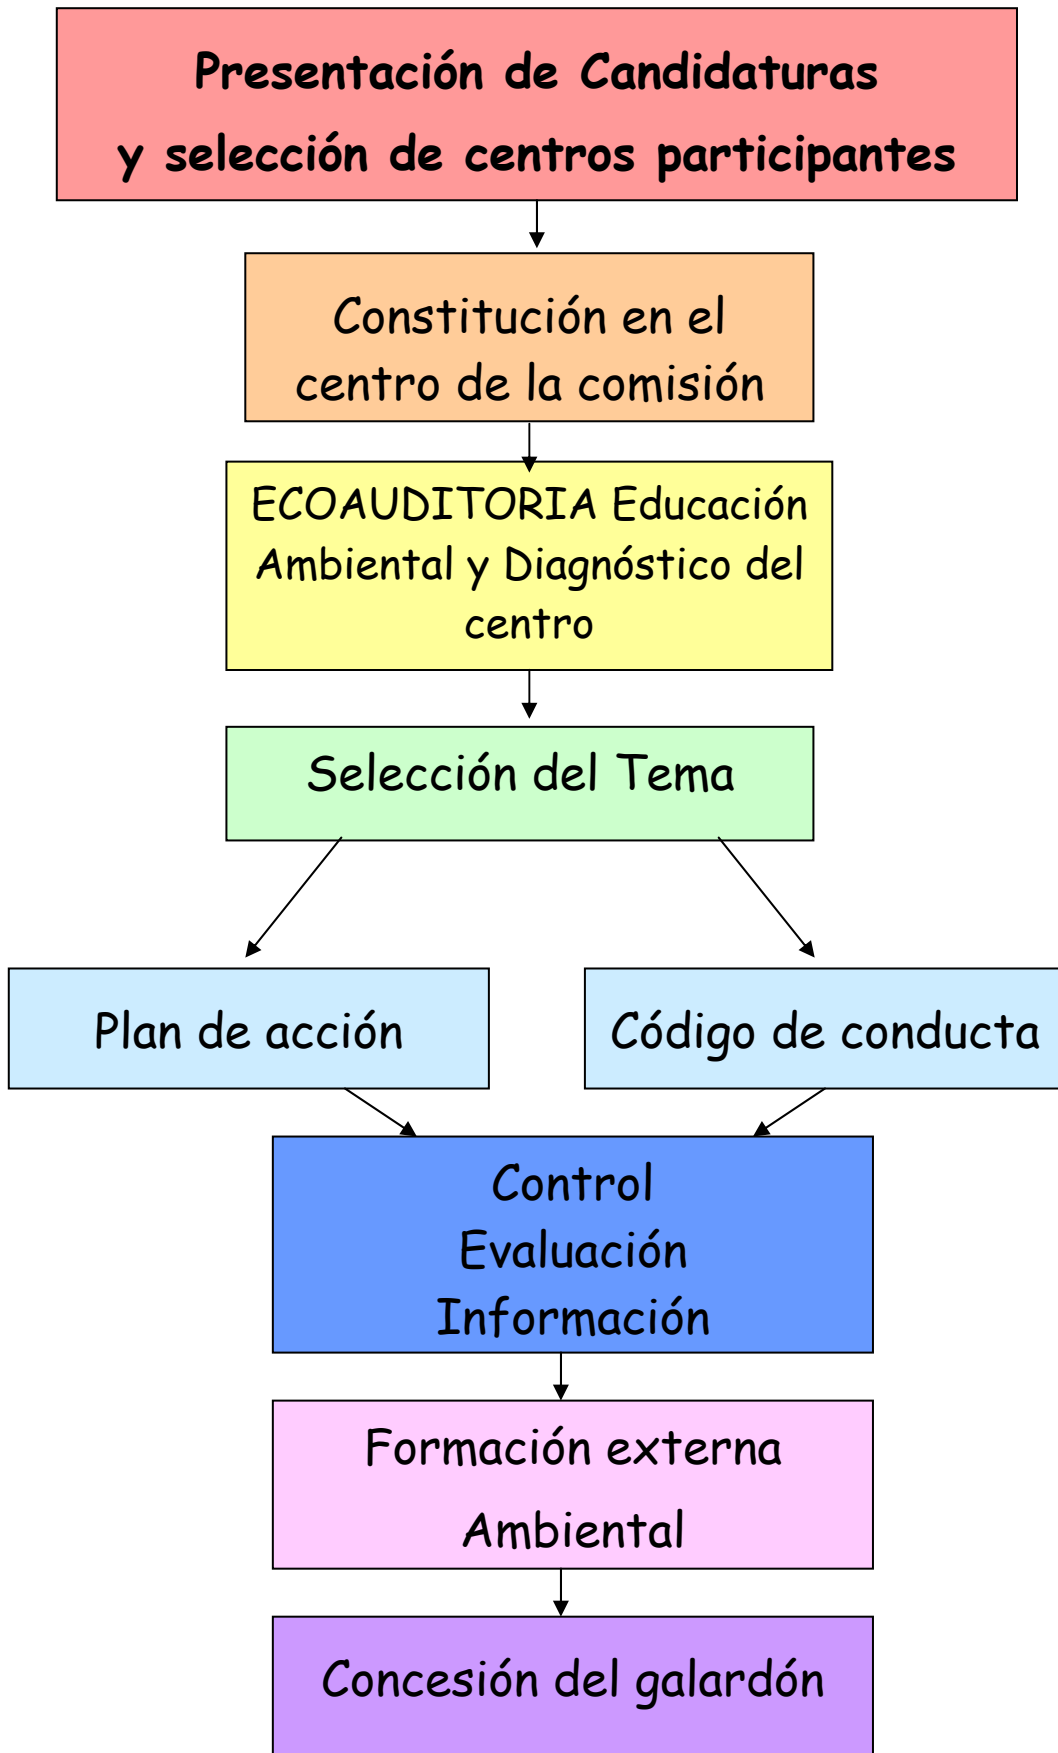 Presentación de Candidaturas
y selección de centros participantes
Constitución en el
centro de la comisión
ECOAUDITORIA Educación
Ambiental y Diagnóstico del
centro
Selección del Tema
Plan de acción
Código de conducta
Control
Evaluación
Información
Formación externa
Ambiental
Concesión del galardón